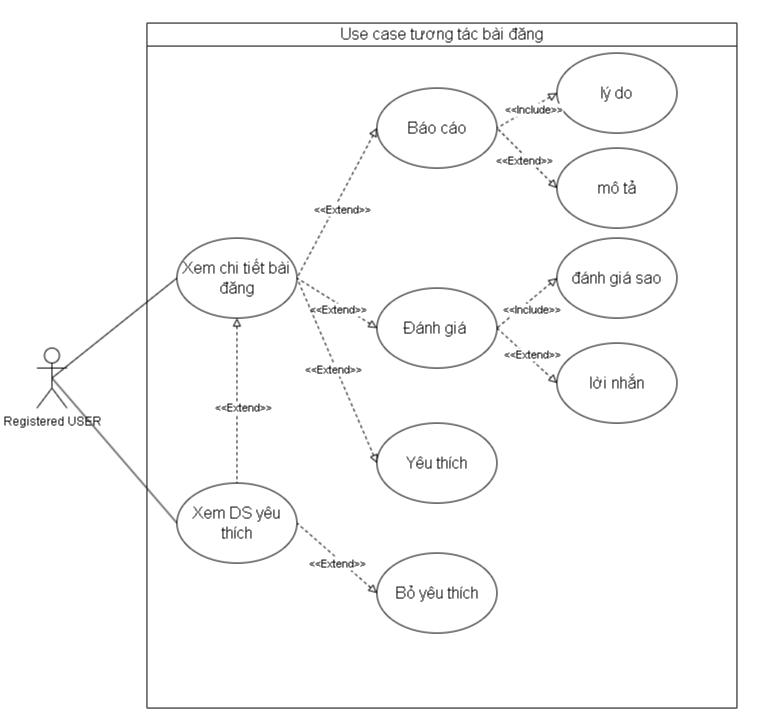 Use case tương tác bài đăng
lý do
<<Include>>
Báo cáo
<<Extend>>
mô tả
<<Extend>>
Xem chi tiết bài
đăng
đánh giá sao
<<Extend>>
<<Include>>
Đánh giá
<<Extend>>
<<Extend>>
lời nhắn
Registered USER
<<Extend>>
Yêu thích
Xem DS yêu
thích
<<Extend>>
Bỏ yêu thích